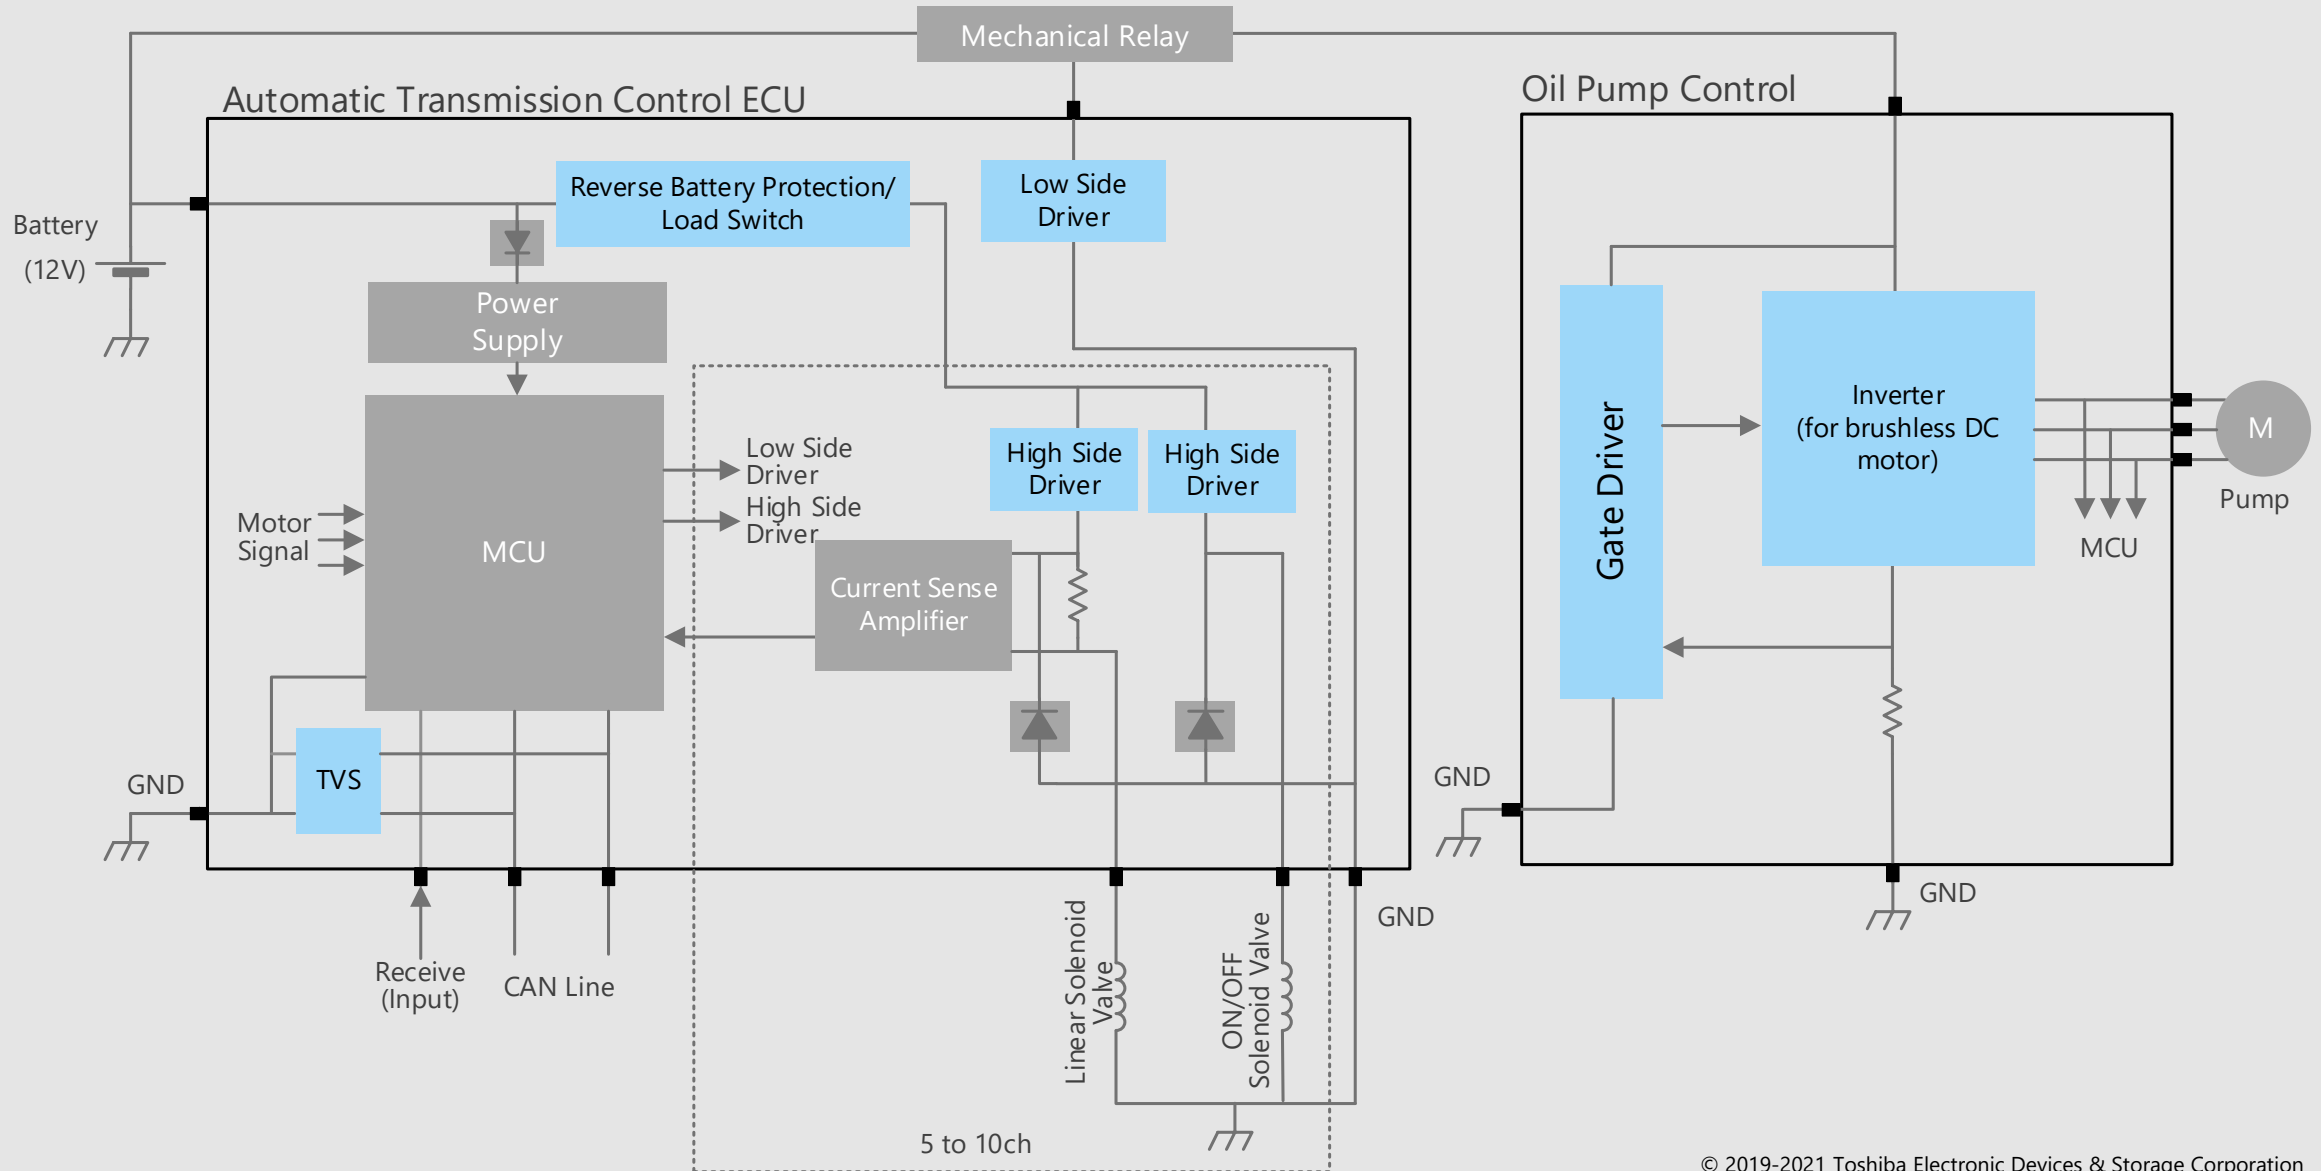 Mechanical Relay
Automatic Transmission Control ECU
Oil Pump Control
Reverse Battery Protection/
Load Switch
Low Side
Driver
Battery
(12V)
Power
Supply
High Side
Driver
High Side
Driver
Low Side
Driver
High Side
Driver
Motor
Signal
MCU
Current Sense
Amplifier
TVS
GND
Receive
(Input)
CAN Line
Linear Solenoid
Valve
ON/OFF
Solenoid Valve
GND
5 to 10ch
Gate Driver
Inverter
(for brushless DC
motor)
M
Pump
MCU
GND
GND
© 2019-2021 Toshiba Electronic Devices & Storage Corporation